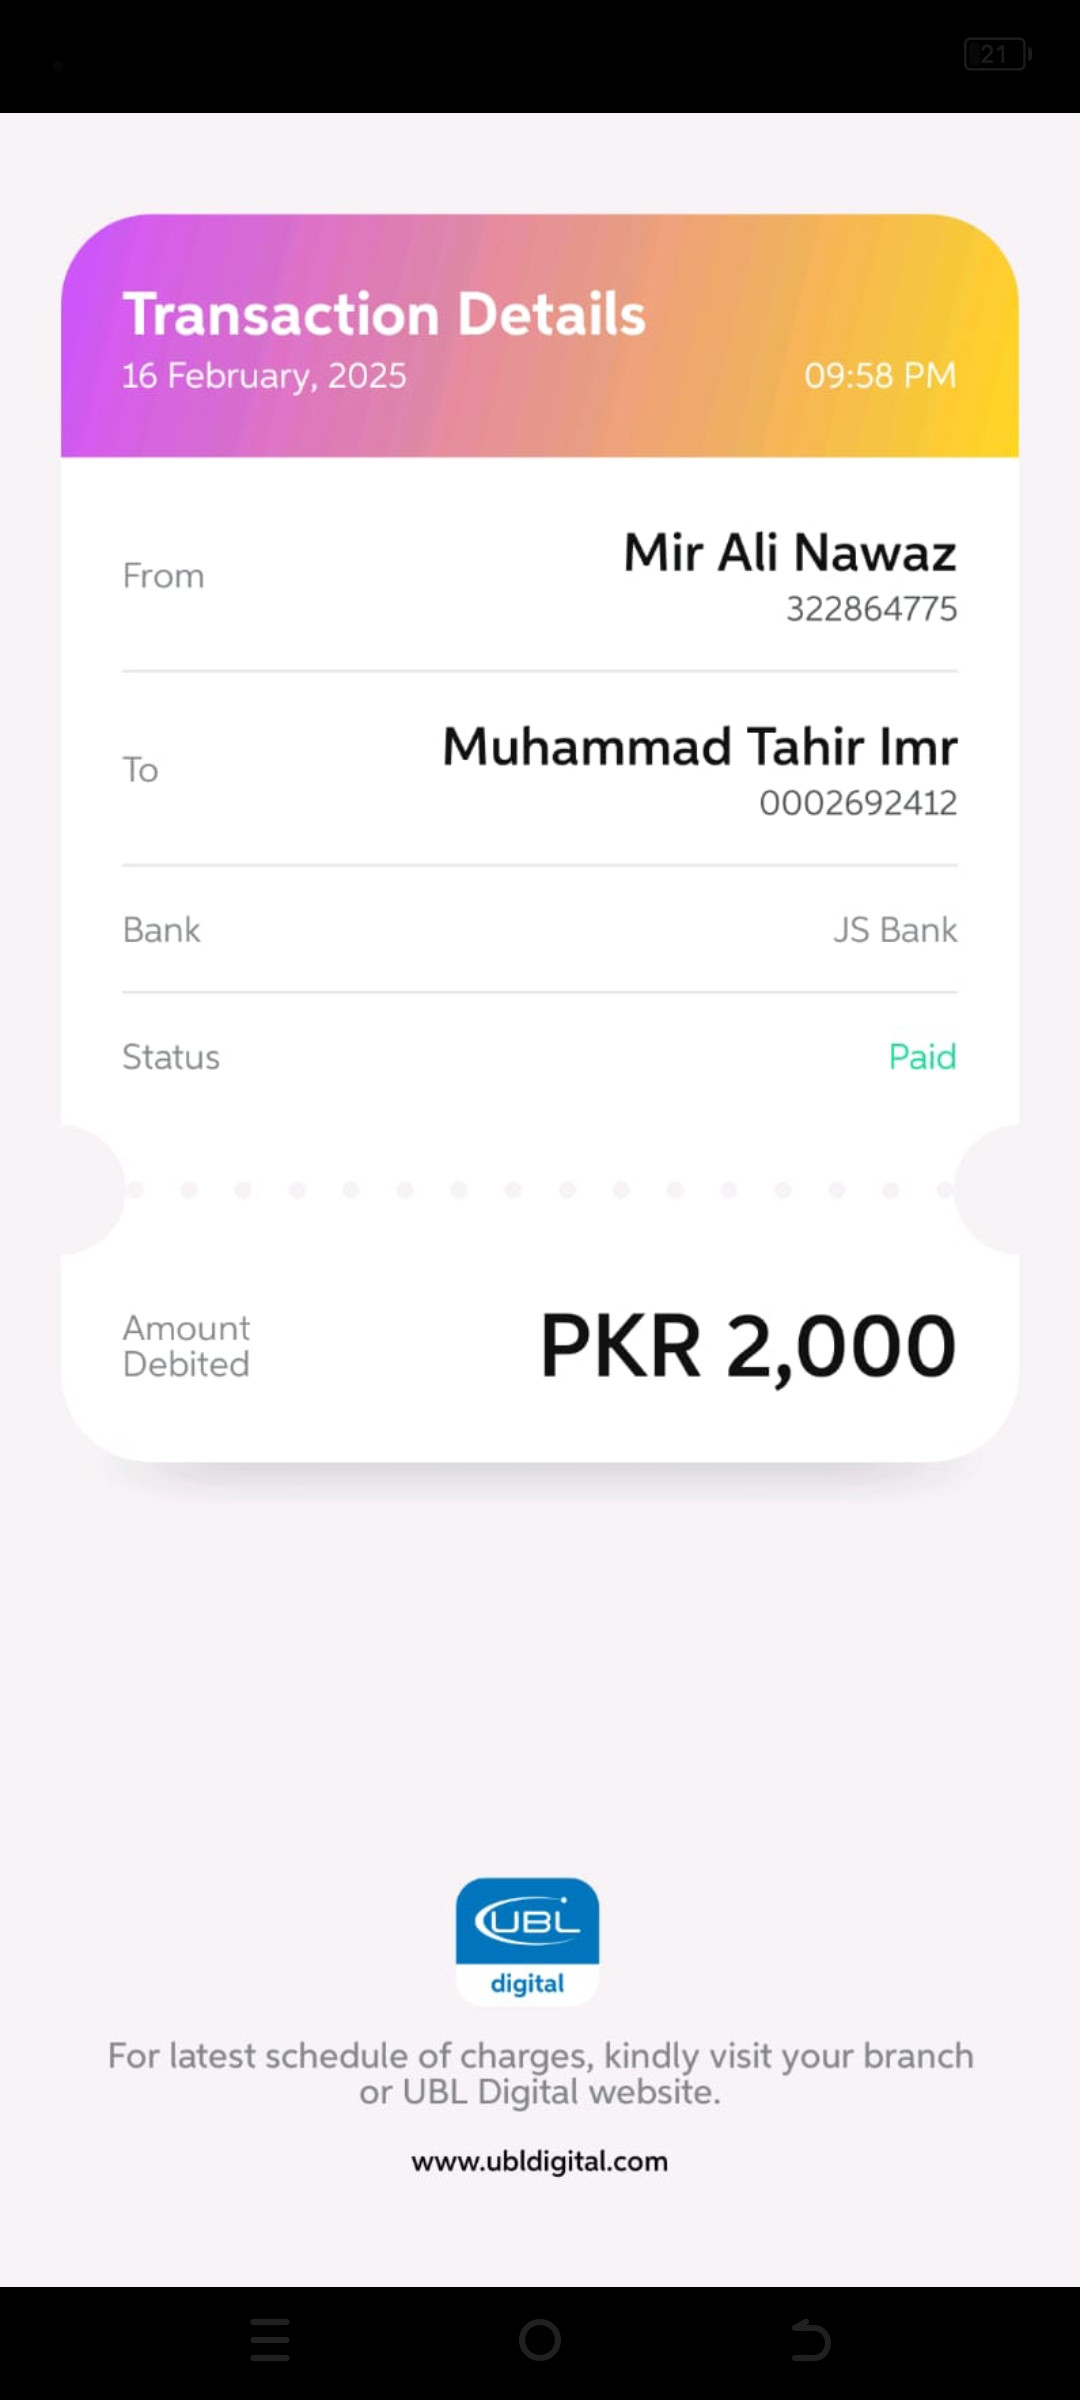 21
Transaction Details
16 February, 2025 09:58 PM
From
Mir Ali Nawaz
322864775
To
Muhammad Tahir Imr
0002692412
Bank JS Bank
Status Paid
Amount
Debited
PKR 2,000
UBL
digital
For latest schedule of charges, kindly visit your branch
or UBL Digital website.
www.ubldigital.com